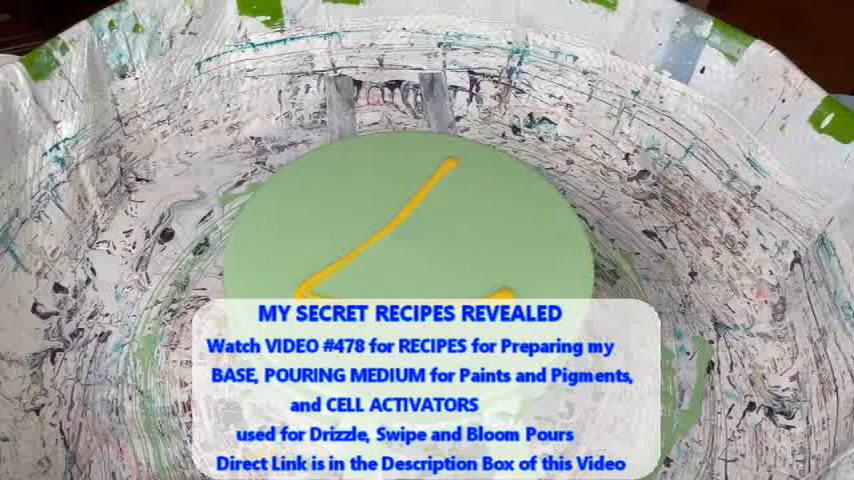 MY SECRET RECIPES REVEALED
Watch VIDEO #478 for RECIPES for Preparing my
BASE, POURING MEDIUM for Paints and Pigments,
and CELL ACTIVATORS
used for Drizzle, Swipe and Bloom Pours
Direct Link is in the Description Box of this Video